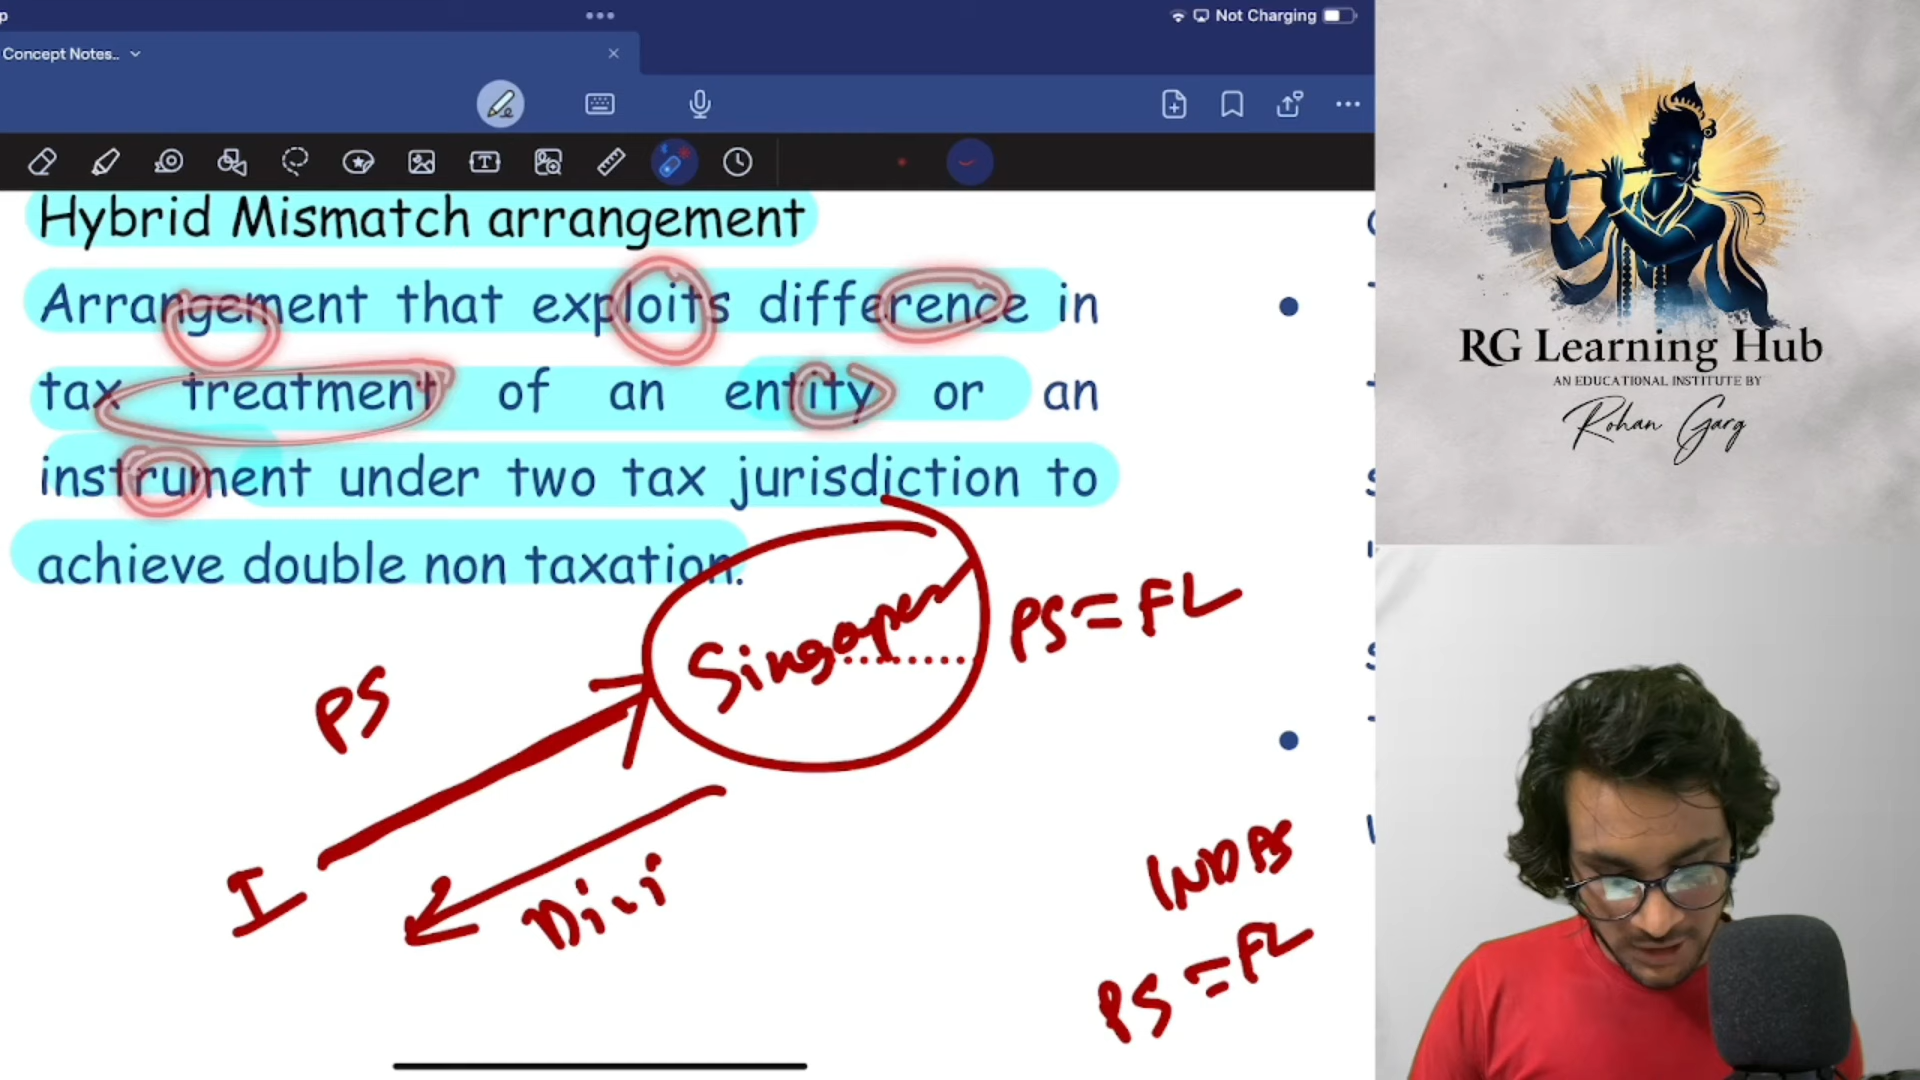 Not Charging
Concept Notes..
Hybrid Mismatch arrangement
Arrangement that exploits difference in
tax treatment of an entity or an
instrument under two tax jurisdiction to
achieve double non taxation.
PS = FL
PS
I
Divi
INDAS
PS = FL
RG Learning Hub
AN EDUCATIONAL INSTITUTE BY
Rohan Garg